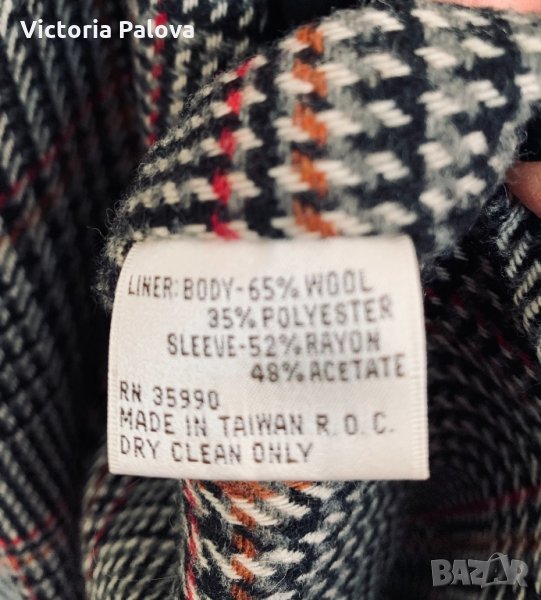 Victoria Palova
LINER: BODY-65% WOOL
35% POLYESTER
SLEEVE-52% RAYON
48% ACETATE
RN 35990
MADE IN TAIWAN R.O.C.
DRY CLEAN ONLY
BAZAR